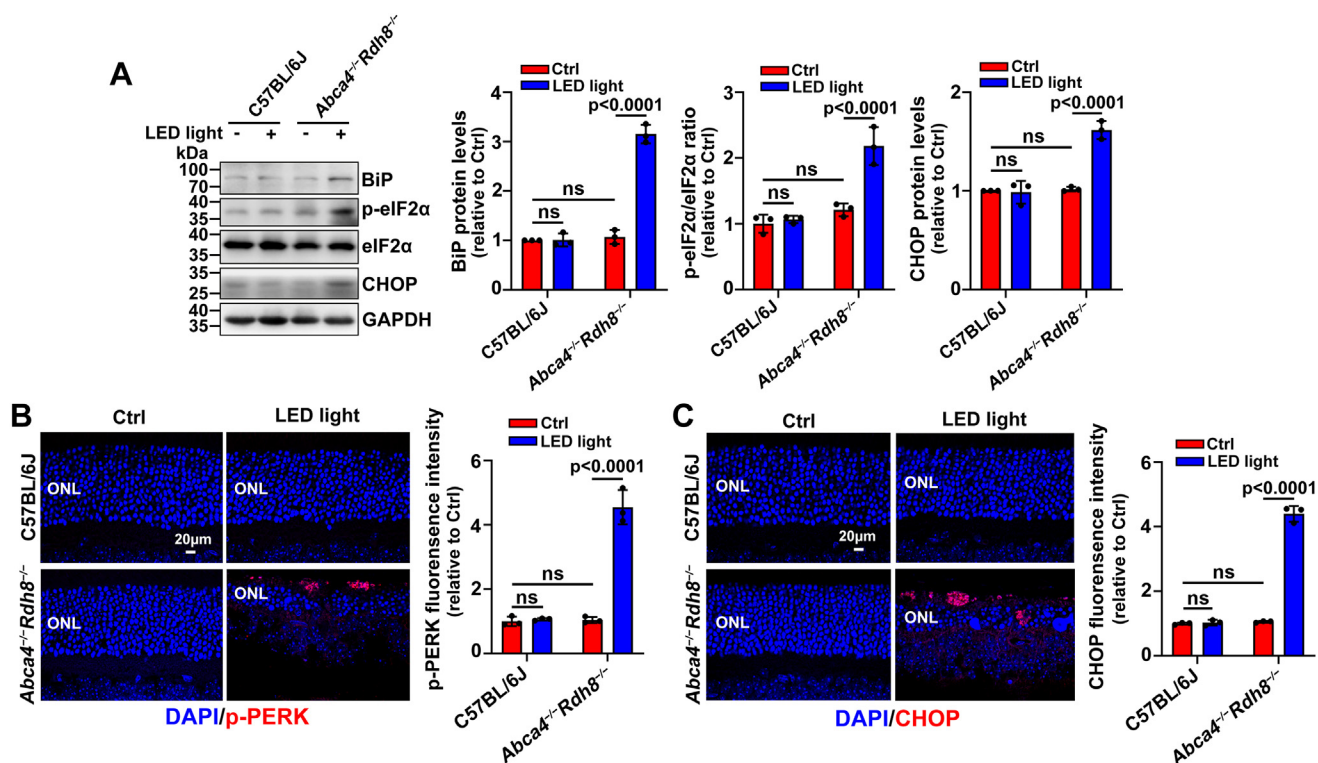 A
C57BL/6J
Abca4⁻/⁻Rdh8⁻/⁻
LED light - + - +
kDa
100
70
BiP
40
35
p-eIF2α
40
35
eIF2α
35
25
CHOP
40
35
GAPDH
Ctrl
LED light
p<0.0001
ns
ns
BiP protein levels
(relative to Ctrl)
4
3
2
1
0
C57BL/6J
Abca4⁻/⁻Rdh8⁻/⁻
Ctrl
LED light
p<0.0001
ns
ns
p-eIF2α/eIF2α ratio
(relative to Ctrl)
3
2
1
0
C57BL/6J
Abca4⁻/⁻Rdh8⁻/⁻
Ctrl
LED light
p<0.0001
ns
ns
CHOP protein levels
(relative to Ctrl)
2
1
0
C57BL/6J
Abca4⁻/⁻Rdh8⁻/⁻
B
Ctrl
LED light
C57BL/6J
ONL
20μm
ONL
Abca4⁻/⁻Rdh8⁻/⁻
ONL
ONL
DAPI/p-PERK
Ctrl
LED light
p<0.0001
ns
ns
p-PERK fluorensence intensity
(relative to Ctrl)
6
4
2
0
C57BL/6J
Abca4⁻/⁻Rdh8⁻/⁻
C
Ctrl
LED light
C57BL/6J
ONL
20μm
ONL
Abca4⁻/⁻Rdh8⁻/⁻
ONL
ONL
DAPI/CHOP
Ctrl
LED light
p<0.0001
ns
ns
CHOP fluorensence intensity
(relative to Ctrl)
6
4
2
0
C57BL/6J
Abca4⁻/⁻Rdh8⁻/⁻